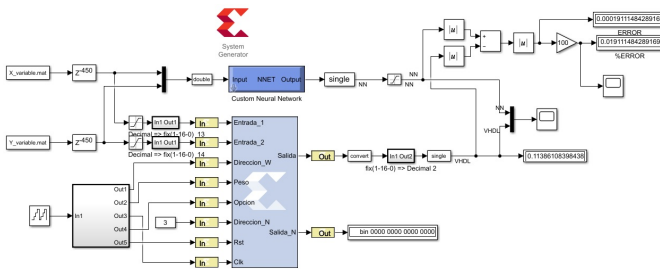 System
Generator
|u|
+
−
|u|
100
0.0001911148428916
ERROR
0.01911148428916
%ERROR
|u|
X_variable.mat
Z-450
double
Input NNET Output
Custom Neural Network
single
NN
NN
NN
VHDL
In1 Out1
In
Entrada_1
Decimal => fix(1-16-0)_13
Y_variable.mat
Z-450
In1 Out1
In
Entrada_2
Decimal => fix(1-16-0)_14
In
Direccion_W
Salida
Out
convert
In1 Out2
single
VHDL
0.11386108398438
fix(1-16-0) => Decimal 2
In1
Out1
Out2
Out3
Out4
Out5
In
Peso
In
Opcion
3
In
Direccion_N
Salida_N
Out
bin 0000 0000 0000 0000
In
Rst
In
Clk